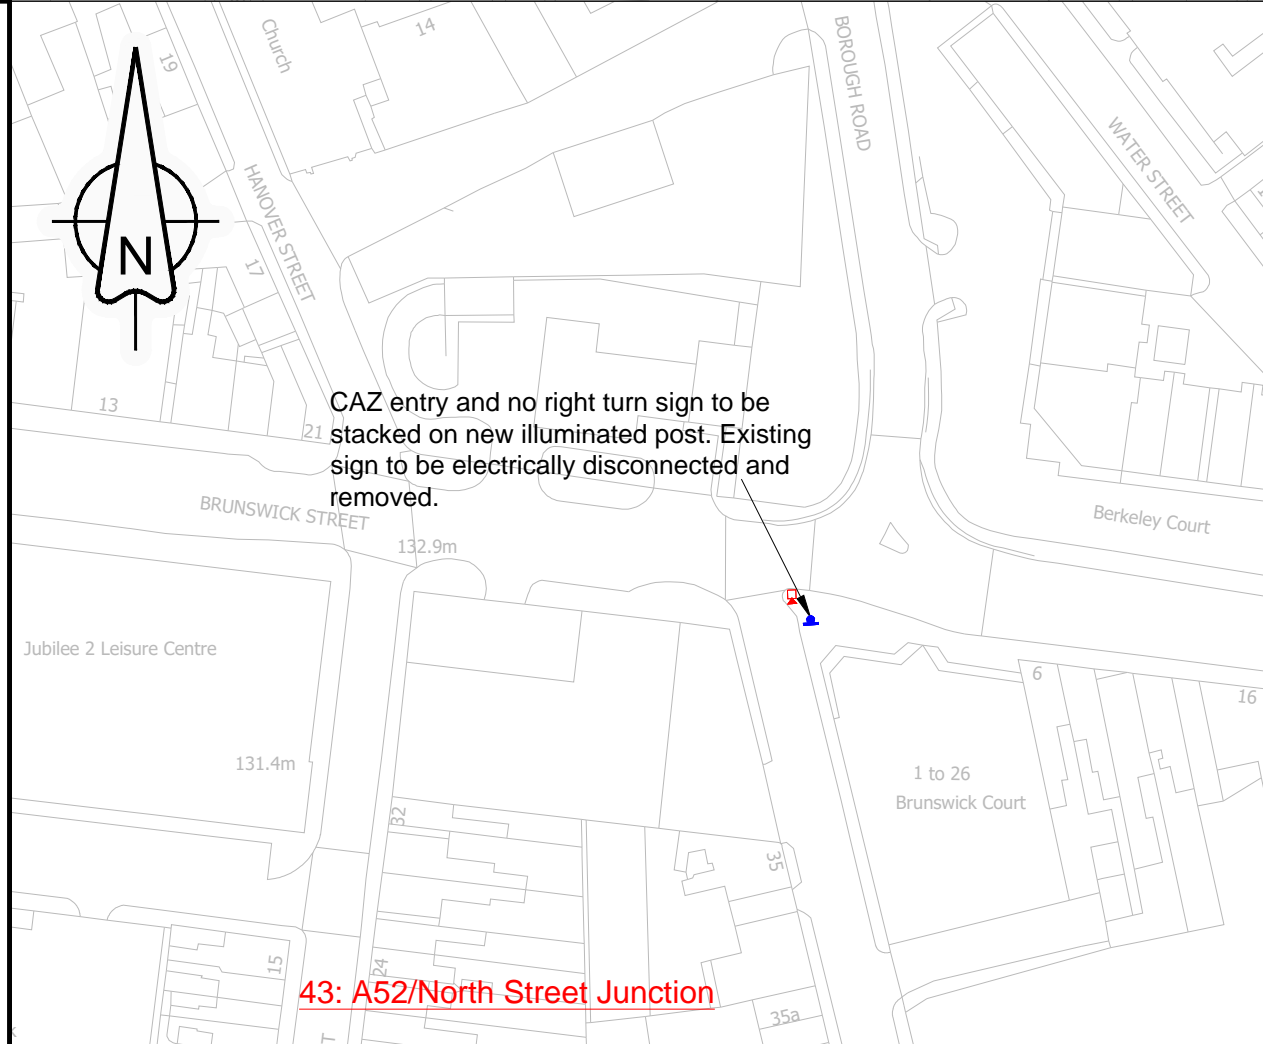 Church
14
19
BOROUGH ROAD
WATER STREET
HANOVER STREET
N
17
13
21
CAZ entry and no right turn sign to be
stacked on new illuminated post. Existing
sign to be electrically disconnected and
removed.
BRUNSWICK STREET
132.9m
Berkeley Court
Jubilee 2 Leisure Centre
6
16
131.4m
1 to 26
Brunswick Court
32
35
15
24
43: A52/North Street Junction
35a